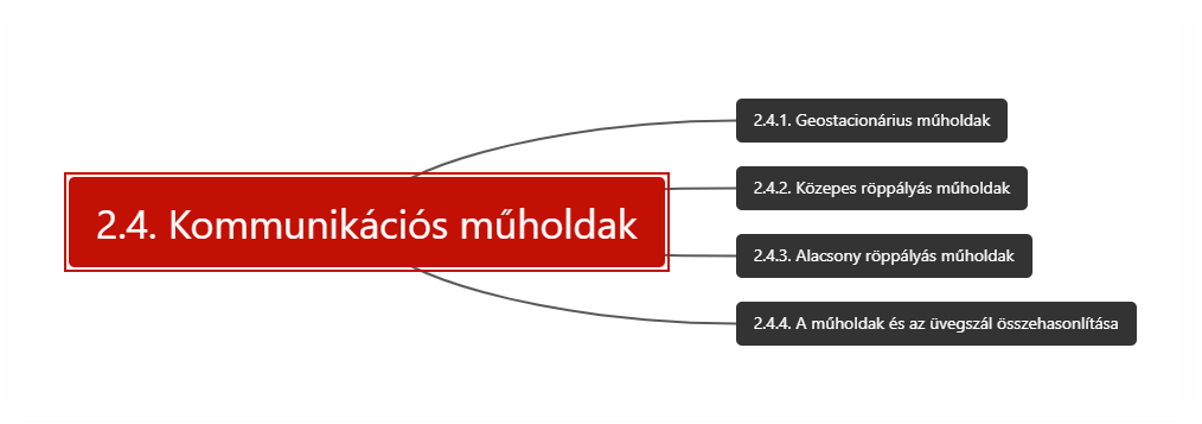 2.4. Kommunikációs műholdak
2.4.1. Geostacionárius műholdak
2.4.2. Közepes röppályás műholdak
2.4.3. Alacsony röppályás műholdak
2.4.4. A műholdak és az üvegszál összehasonlítása